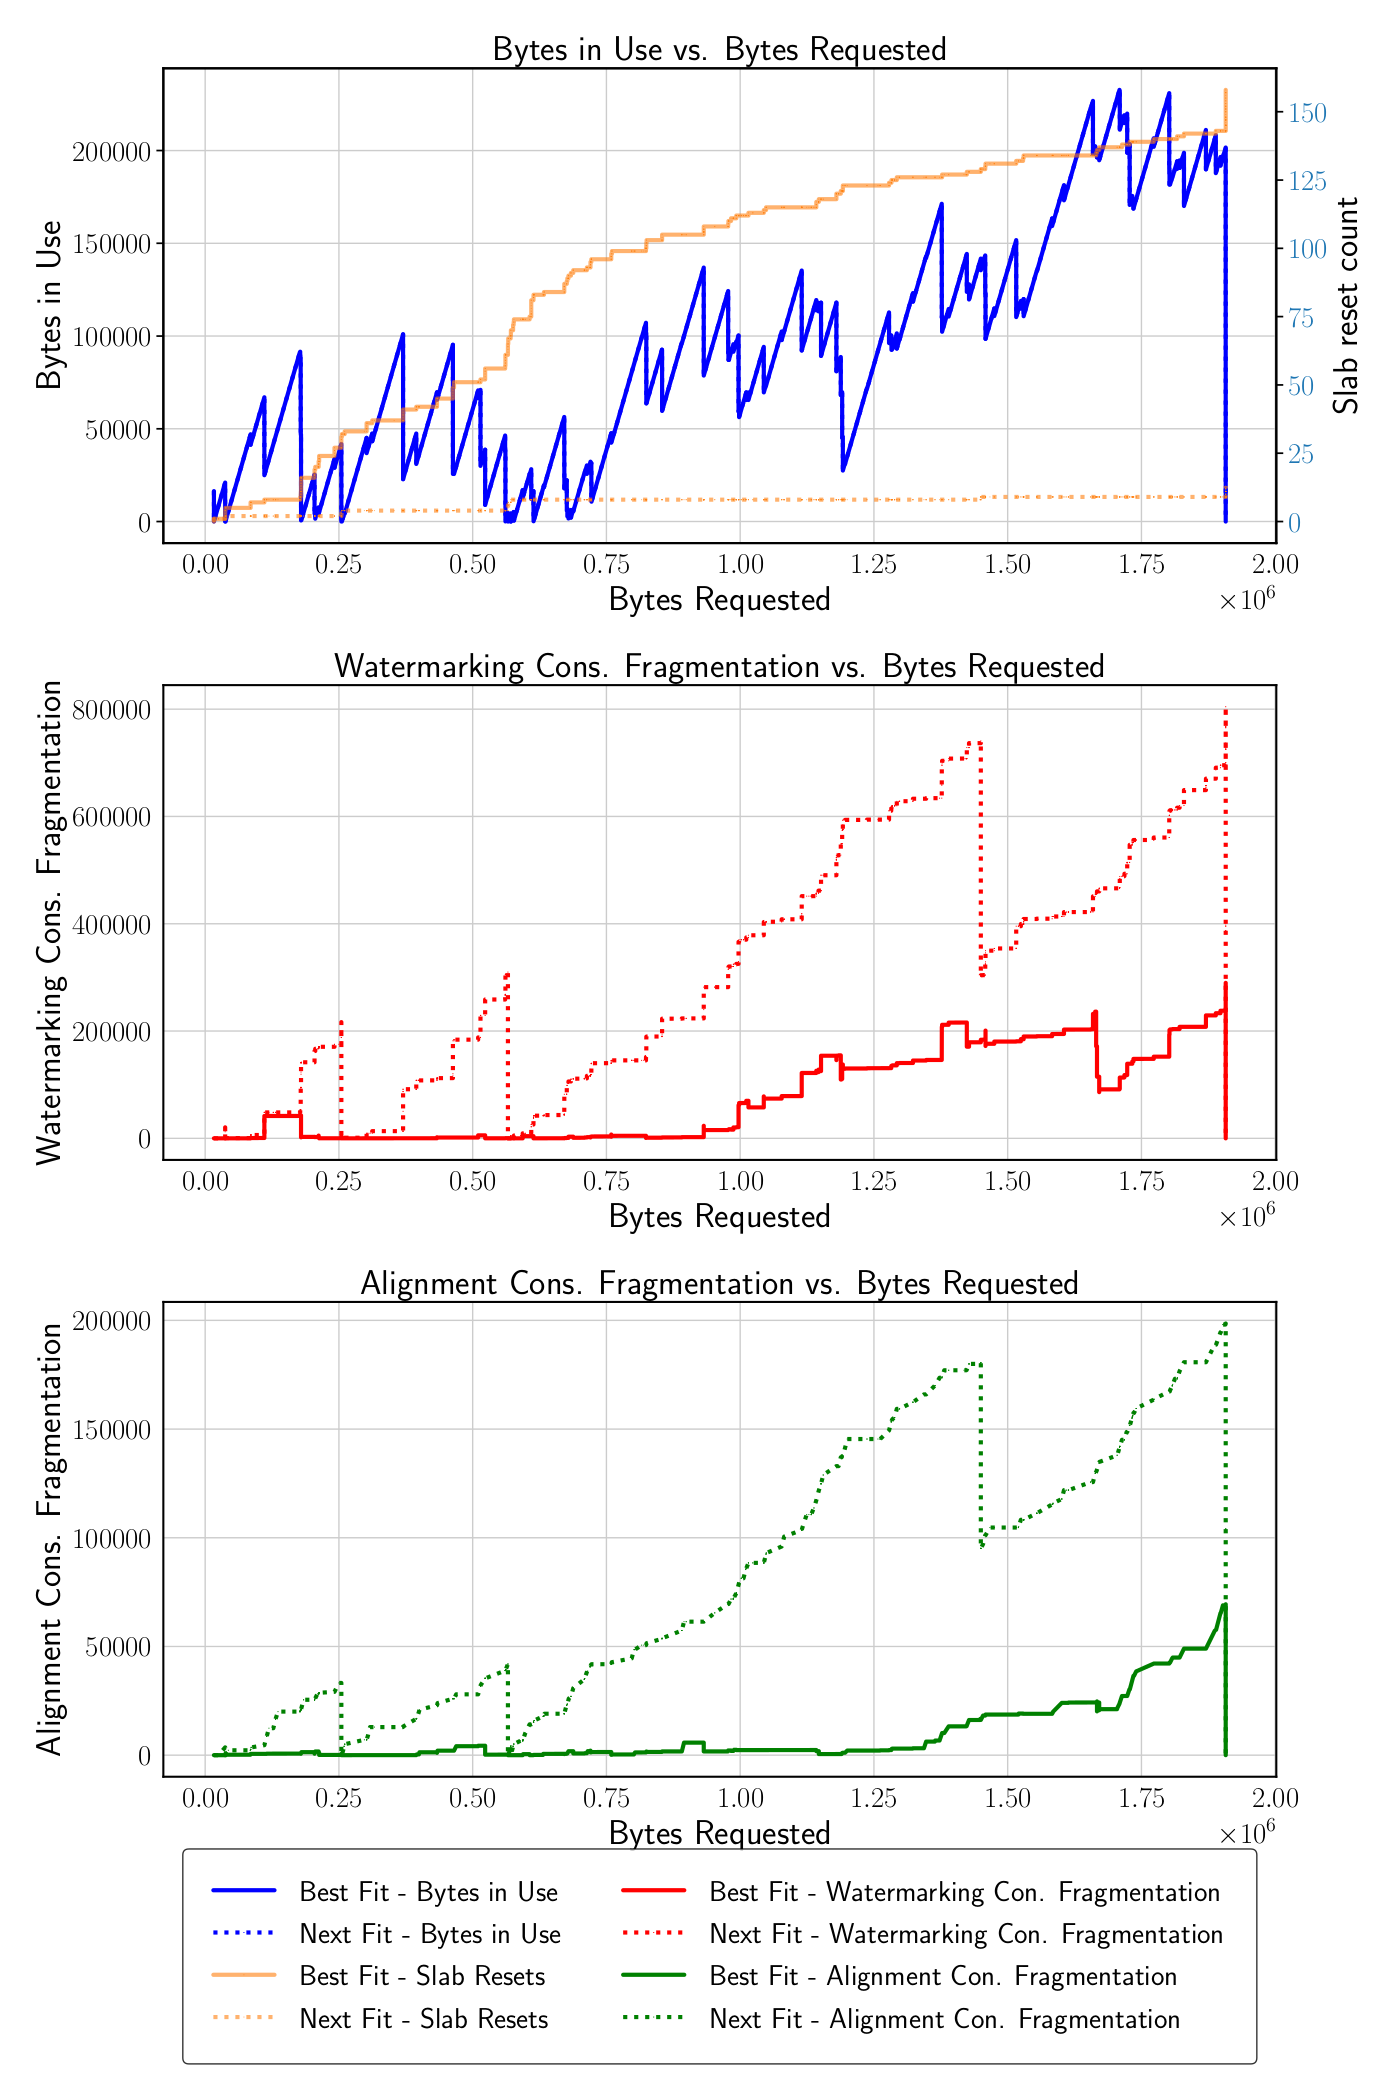 Bytes in Use vs. Bytes Requested
200000
150000
100000
50000
0
Bytes in Use
150
125
100
75
50
25
0
Slab reset count
0.00 0.25 0.50 0.75 1.00 1.25 1.50 1.75 2.00
×10⁶
Bytes Requested
Watermarking Cons. Fragmentation vs. Bytes Requested
800000
600000
400000
200000
0
Watermarking Cons. Fragmentation
0.00 0.25 0.50 0.75 1.00 1.25 1.50 1.75 2.00
×10⁶
Bytes Requested
Alignment Cons. Fragmentation vs. Bytes Requested
200000
150000
100000
50000
0
Alignment Cons. Fragmentation
0.00 0.25 0.50 0.75 1.00 1.25 1.50 1.75 2.00
×10⁶
Bytes Requested
Best Fit - Bytes in Use
Next Fit - Bytes in Use
Best Fit - Slab Resets
Next Fit - Slab Resets
Best Fit - Watermarking Con. Fragmentation
Next Fit - Watermarking Con. Fragmentation
Best Fit - Alignment Con. Fragmentation
Next Fit - Alignment Con. Fragmentation